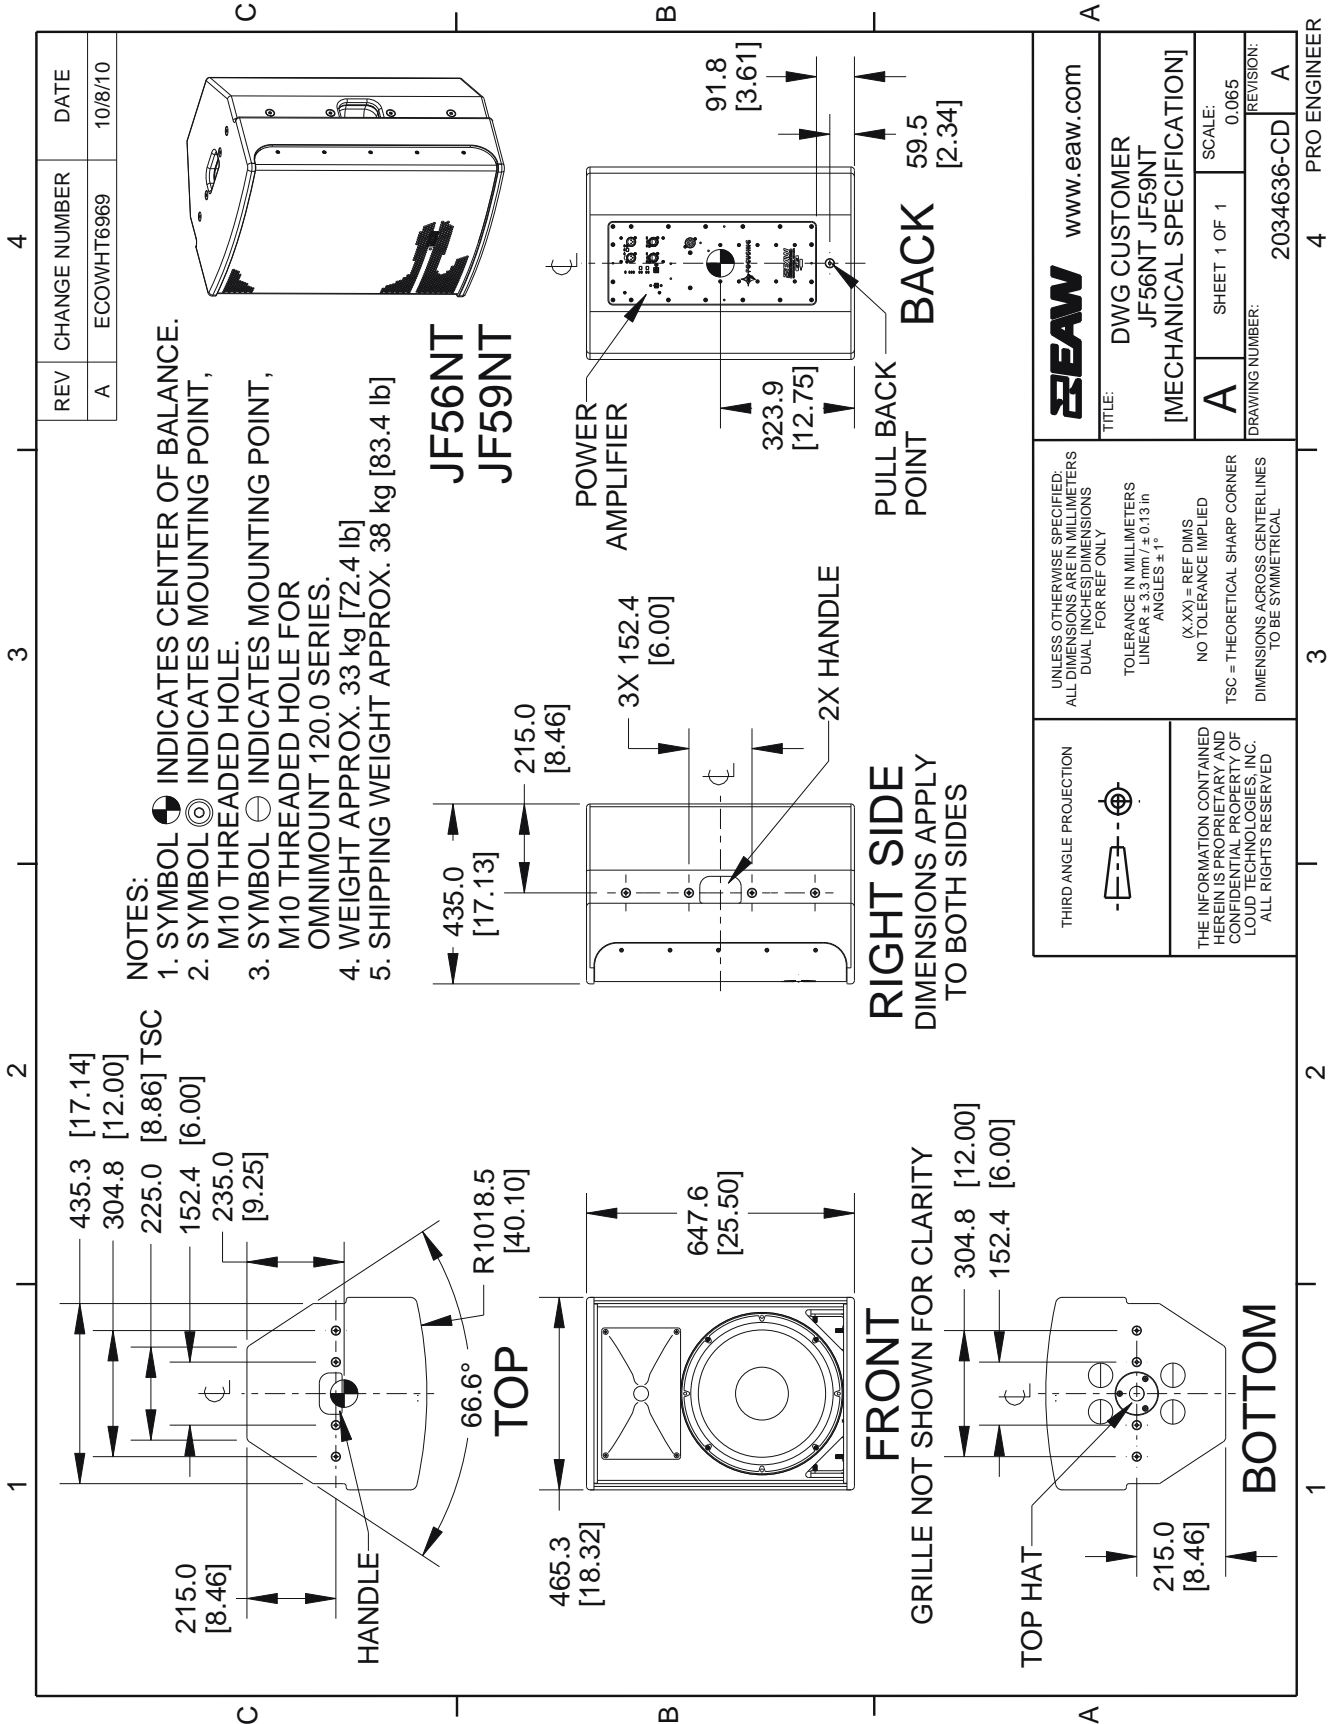 REV CHANGE NUMBER DATE
A ECOWHT6969 10/8/10
NOTES:
1. SYMBOL INDICATES CENTER OF BALANCE.
2. SYMBOL INDICATES MOUNTING POINT,
M10 THREADED HOLE.
3. SYMBOL INDICATES MOUNTING POINT,
M10 THREADED HOLE FOR
OMNIMOUNT 120.0 SERIES.
4. WEIGHT APPROX. 33 kg [72.4 lb]
5. SHIPPING WEIGHT APPROX. 38 kg [83.4 lb]
JF56NT
JF59NT
435.3 [17.14]
304.8 [12.00]
225.0 [8.86] TSC
152.4 [6.00]
235.0
[9.25]
215.0
[8.46]
HANDLE
R1018.5
[40.10]
66.6°
TOP
465.3
[18.32]
647.6
[25.50]
FRONT
GRILLE NOT SHOWN FOR CLARITY
435.0
[17.13]
215.0
[8.46]
3X 152.4
[6.00]
2X HANDLE
RIGHT SIDE
DIMENSIONS APPLY
TO BOTH SIDES
POWER
AMPLIFIER
323.9
[12.75]
PULL BACK
POINT
91.8
[3.61]
59.5
[2.34]
EAW
FOCUSING
BACK
304.8 [12.00]
152.4 [6.00]
TOP HAT
215.0
[8.46]
BOTTOM
THIRD ANGLE PROJECTION
THE INFORMATION CONTAINED
HEREIN IS PROPRIETARY AND
CONFIDENTIAL PROPERTY OF
LOUD TECHNOLOGIES, INC.
ALL RIGHTS RESERVED
UNLESS OTHERWISE SPECIFIED:
ALL DIMENSIONS ARE IN MILLIMETERS
DUAL [INCHES] DIMENSIONS
FOR REF ONLY
TOLERANCE IN MILLIMETERS
LINEAR ± 3.3 mm / ± 0.13 in
ANGLES ± 1°
(X.XX) = REF DIMS
NO TOLERANCE IMPLIED
TSC = THEORETICAL SHARP CORNER
DIMENSIONS ACROSS CENTERLINES
TO BE SYMMETRICAL
EAW www.eaw.com
TITLE:
DWG CUSTOMER
JF56NT JF59NT
[MECHANICAL SPECIFICATION]
A
SHEET 1 OF 1
SCALE:
0.065
DRAWING NUMBER:
2034636-CD
REVISION:
A
PRO ENGINEER
1 2 3 4
1 2 3 4
C B A
C B A